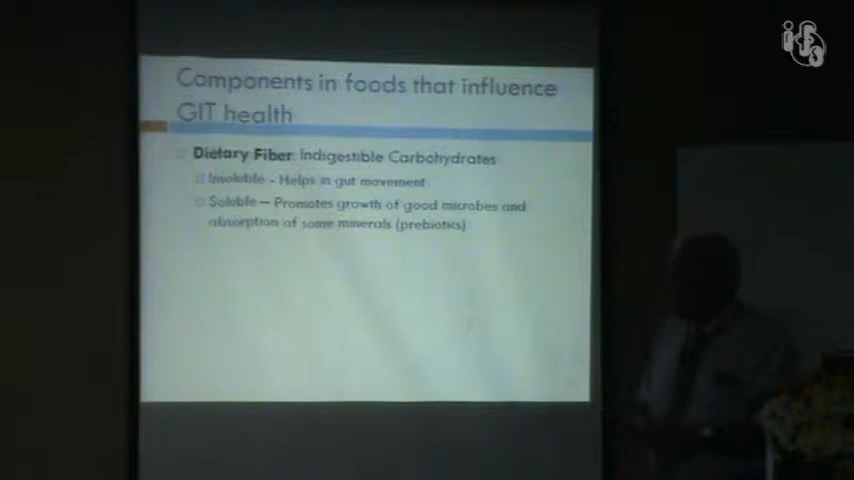 Components in foods that influence
GIT health
Dietary Fiber: Indigestible Carbohydrates
Insoluble – Helps in gut movement
Soluble – Promotes growth of good microbes and
absorption of some minerals (prebiotics)